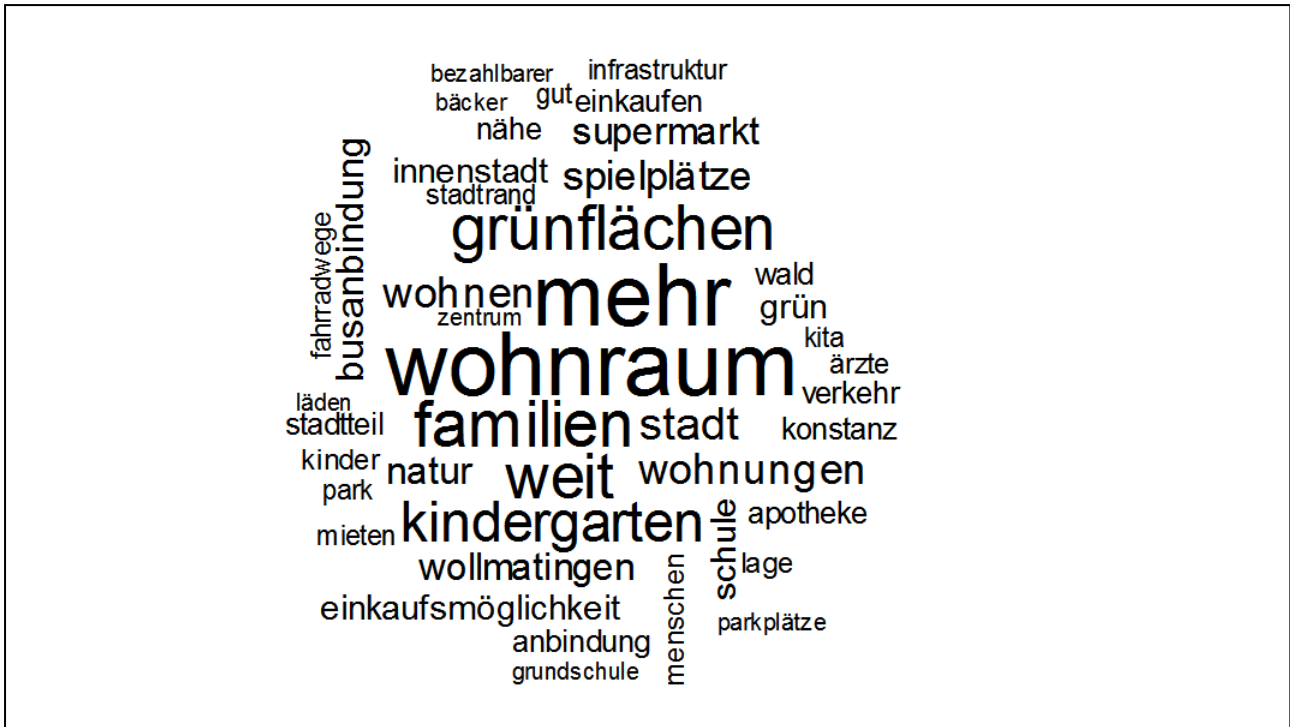 bezahlbarer
infrastruktur
bäcker
gut
einkaufen
nähe
supermarkt
innenstadt
spielplätze
stadtrand
busanbindung
fahrradwege
grünflächen
wohnen
mehr
wald
zentrum
grün
wohnraum
kita
ärzte
verkehr
läden
stadtteil
familien
stadt
konstanz
kinder
natur
weit
wohnungen
park
mieten
kindergarten
schule
apotheke
wollmatingen
menschen
lage
einkaufsmöglichkeit
parkplätze
anbindung
grundschule